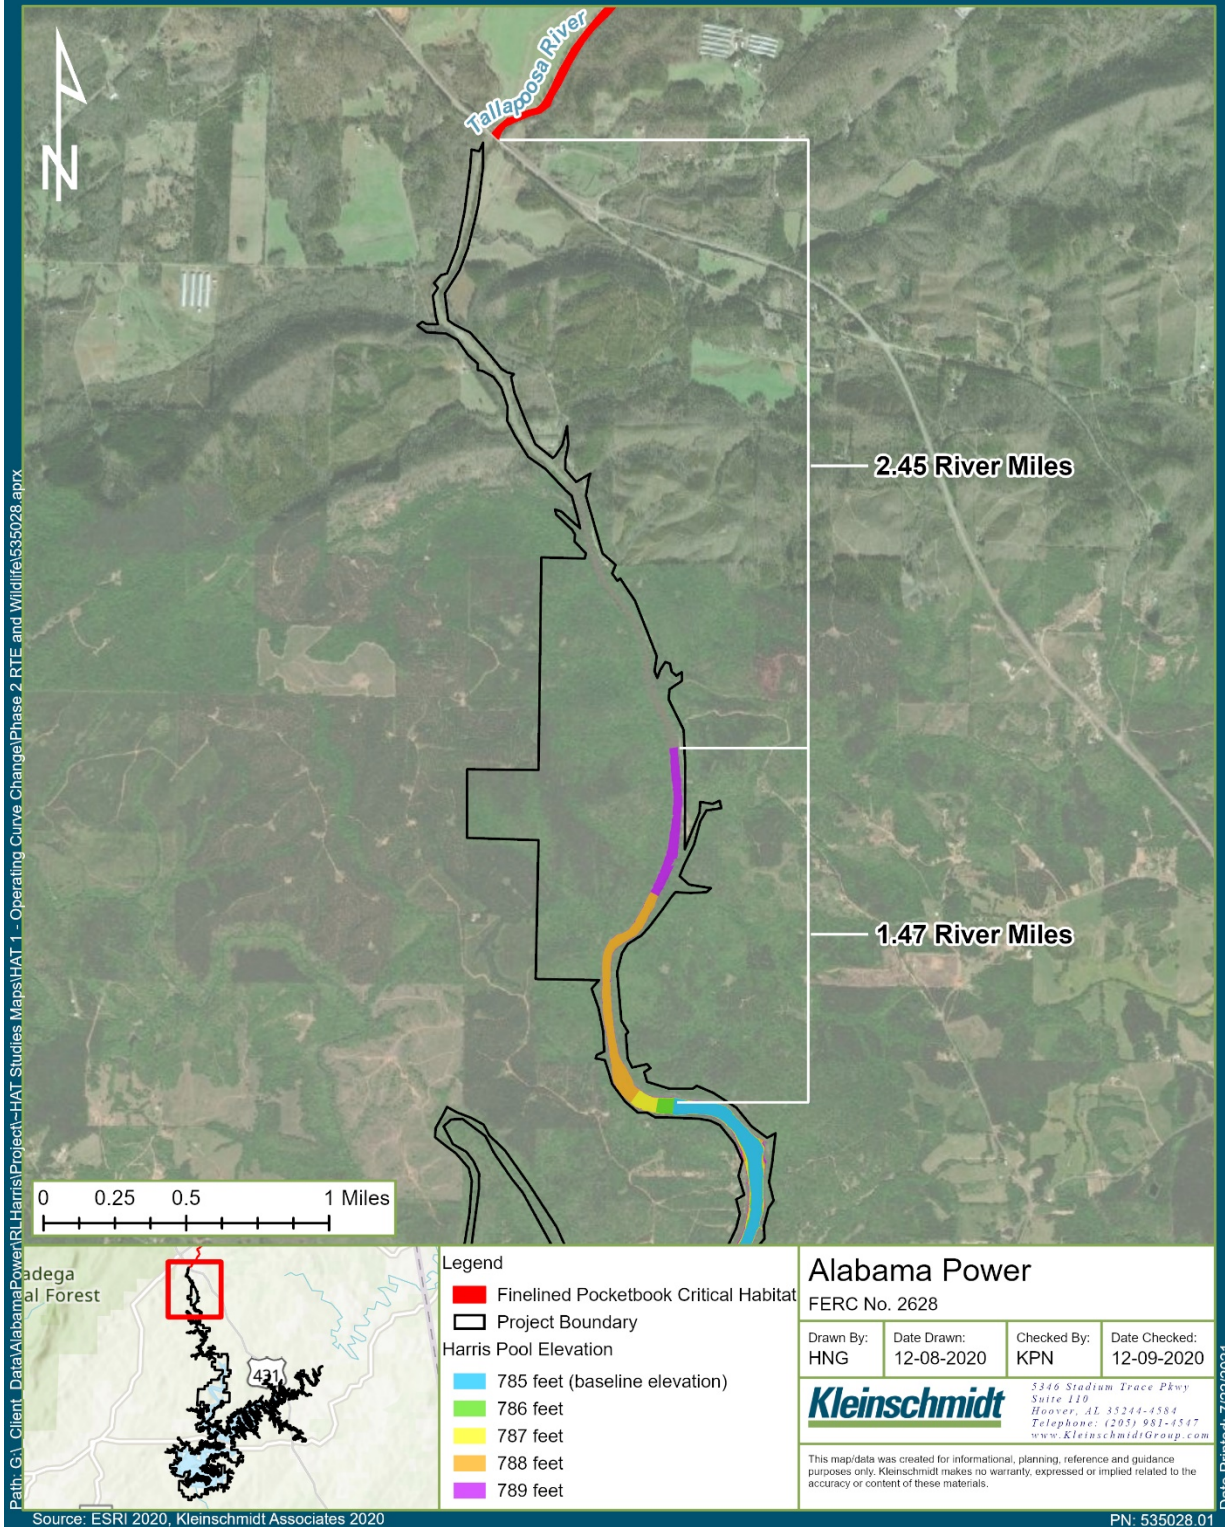 Tallapoosa River
N
2.45 River Miles
1.47 River Miles
0 0.25 0.5 1 Miles
adega
al Forest
431
Legend
Finelined Pocketbook Critical Habitat
Project Boundary
Harris Pool Elevation
785 feet (baseline elevation)
786 feet
787 feet
788 feet
789 feet
Alabama Power
FERC No. 2628
Drawn By:
HNG
Date Drawn:
12-08-2020
Checked By:
KPN
Date Checked:
12-09-2020
Kleinschmidt
5346 Stadium Trace Pkwy
Suite 110
Hoover, AL 35244-4584
Telephone: (205) 981-4547
www.KleinschmidtGroup.com
This map/data was created for informational, planning, reference and guidance
purposes only. Kleinschmidt makes no warranty, expressed or implied related to the
accuracy or content of these materials.
Path: G:\_Client_Data\AlabamaPower\RLHarris\Project\~HAT Studies Maps\HAT 1 - Operating Curve Change\Phase 2 RTE and Wildlife\535028.aprx
Source: ESRI 2020, Kleinschmidt Associates 2020
PN: 535028.01